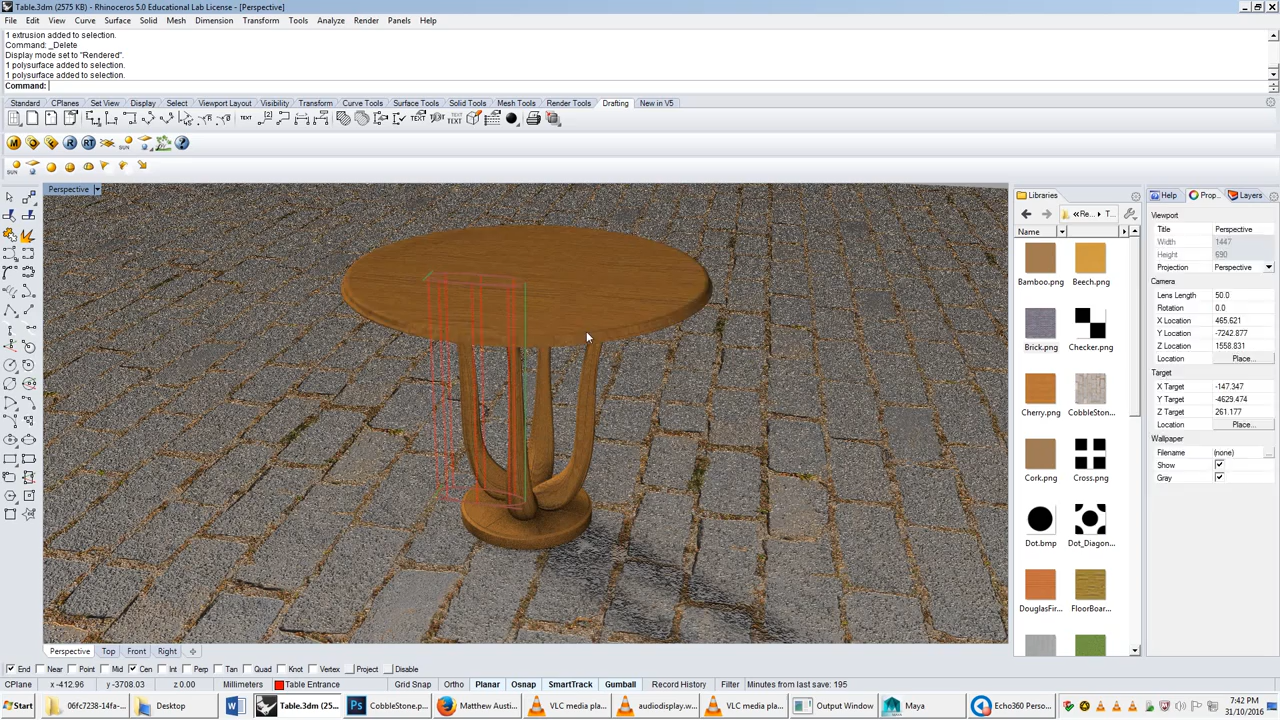 Table.3dm (2575 KB) - Rhinoceros 5.0 Educational Lab License - [Perspective]
File Edit View Curve Surface Solid Mesh Dimension Transform Tools Analyze Render Panels Help
1 extrusion added to selection.
Command: _Delete
Display mode set to "Rendered".
1 polysurface added to selection.
1 polysurface added to selection.
Command:
Standard CPlanes Set View Display Select Viewport Layout Visibility Transform Curve Tools Surface Tools Solid Tools Mesh Tools Render Tools Drafting New in V5
Perspective
Libraries
Help Prop... Layers
«Re... T...
Name
Bamboo.png Beech.png
Brick.png Checker.png
Cherry.png CobbleSton...
Cork.png Cross.png
Dot.bmp Dot_Diagon...
DouglasFir... FloorBoar...
Viewport
Title Perspective
Width 1447
Height 690
Projection Perspective
Camera
Lens Length 50.0
Rotation 0.0
X Location 465.621
Y Location -7242.877
Z Location 1558.831
Location Place...
Target
X Target -147.347
Y Target -4629.474
Z Target 261.177
Location Place...
Wallpaper
Filename (none) ...
Show
Gray
Perspective Top Front Right
End Near Point Mid Cen Int Perp Tan Quad Knot Vertex Project Disable
CPlane x -412.96 y -3708.03 z 0.00 Millimeters Table Entrance Grid Snap Ortho Planar Osnap SmartTrack Gumball Record History Filter Minutes from last save: 195
Start 06fc7238-14fa-... Desktop Table.3dm (25... CobbleStone.p... Matthew Austi... VLC media pla... audiodisplay.w... VLC media pla... Output Window Maya Echo360 Perso... 7:42 PM
31/10/2016